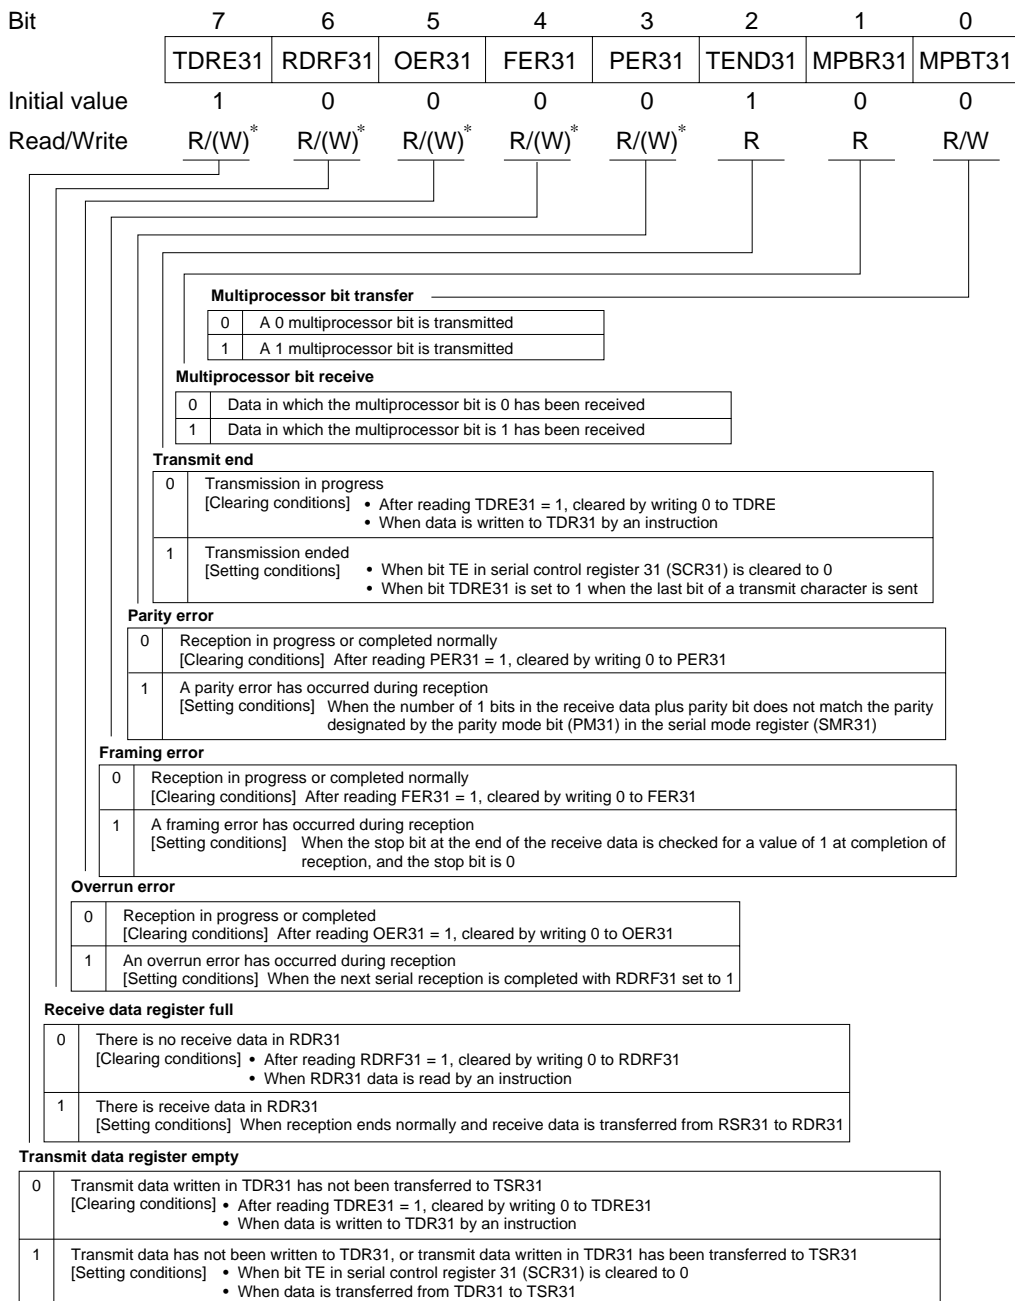 Bit 7 6 5 4 3 2 1 0
TDRE31 RDRF31 OER31 FER31 PER31 TEND31 MPBR31 MPBT31
Initial value 1 0 0 0 0 1 0 0
Read/Write R/(W)* R/(W)* R/(W)* R/(W)* R/(W)* R R R/W
Multiprocessor bit transfer
0 A 0 multiprocessor bit is transmitted
1 A 1 multiprocessor bit is transmitted
Multiprocessor bit receive
0 Data in which the multiprocessor bit is 0 has been received
1 Data in which the multiprocessor bit is 1 has been received
Transmit end
0 Transmission in progress
[Clearing conditions] • After reading TDRE31 = 1, cleared by writing 0 to TDRE
• When data is written to TDR31 by an instruction
1 Transmission ended
[Setting conditions] • When bit TE in serial control register 31 (SCR31) is cleared to 0
• When bit TDRE31 is set to 1 when the last bit of a transmit character is sent
Parity error
0 Reception in progress or completed normally
[Clearing conditions] After reading PER31 = 1, cleared by writing 0 to PER31
1 A parity error has occurred during reception
[Setting conditions] When the number of 1 bits in the receive data plus parity bit does not match the parity
designated by the parity mode bit (PM31) in the serial mode register (SMR31)
Framing error
0 Reception in progress or completed normally
[Clearing conditions] After reading FER31 = 1, cleared by writing 0 to FER31
1 A framing error has occurred during reception
[Setting conditions] When the stop bit at the end of the receive data is checked for a value of 1 at completion of
reception, and the stop bit is 0
Overrun error
0 Reception in progress or completed
[Clearing conditions] After reading OER31 = 1, cleared by writing 0 to OER31
1 An overrun error has occurred during reception
[Setting conditions] When the next serial reception is completed with RDRF31 set to 1
Receive data register full
0 There is no receive data in RDR31
[Clearing conditions] • After reading RDRF31 = 1, cleared by writing 0 to RDRF31
• When RDR31 data is read by an instruction
1 There is receive data in RDR31
[Setting conditions] When reception ends normally and receive data is transferred from RSR31 to RDR31
Transmit data register empty
0 Transmit data written in TDR31 has not been transferred to TSR31
[Clearing conditions] • After reading TDRE31 = 1, cleared by writing 0 to TDRE31
• When data is written to TDR31 by an instruction
1 Transmit data has not been written to TDR31, or transmit data written in TDR31 has been transferred to TSR31
[Setting conditions] • When bit TE in serial control register 31 (SCR31) is cleared to 0
• When data is transferred from TDR31 to TSR31